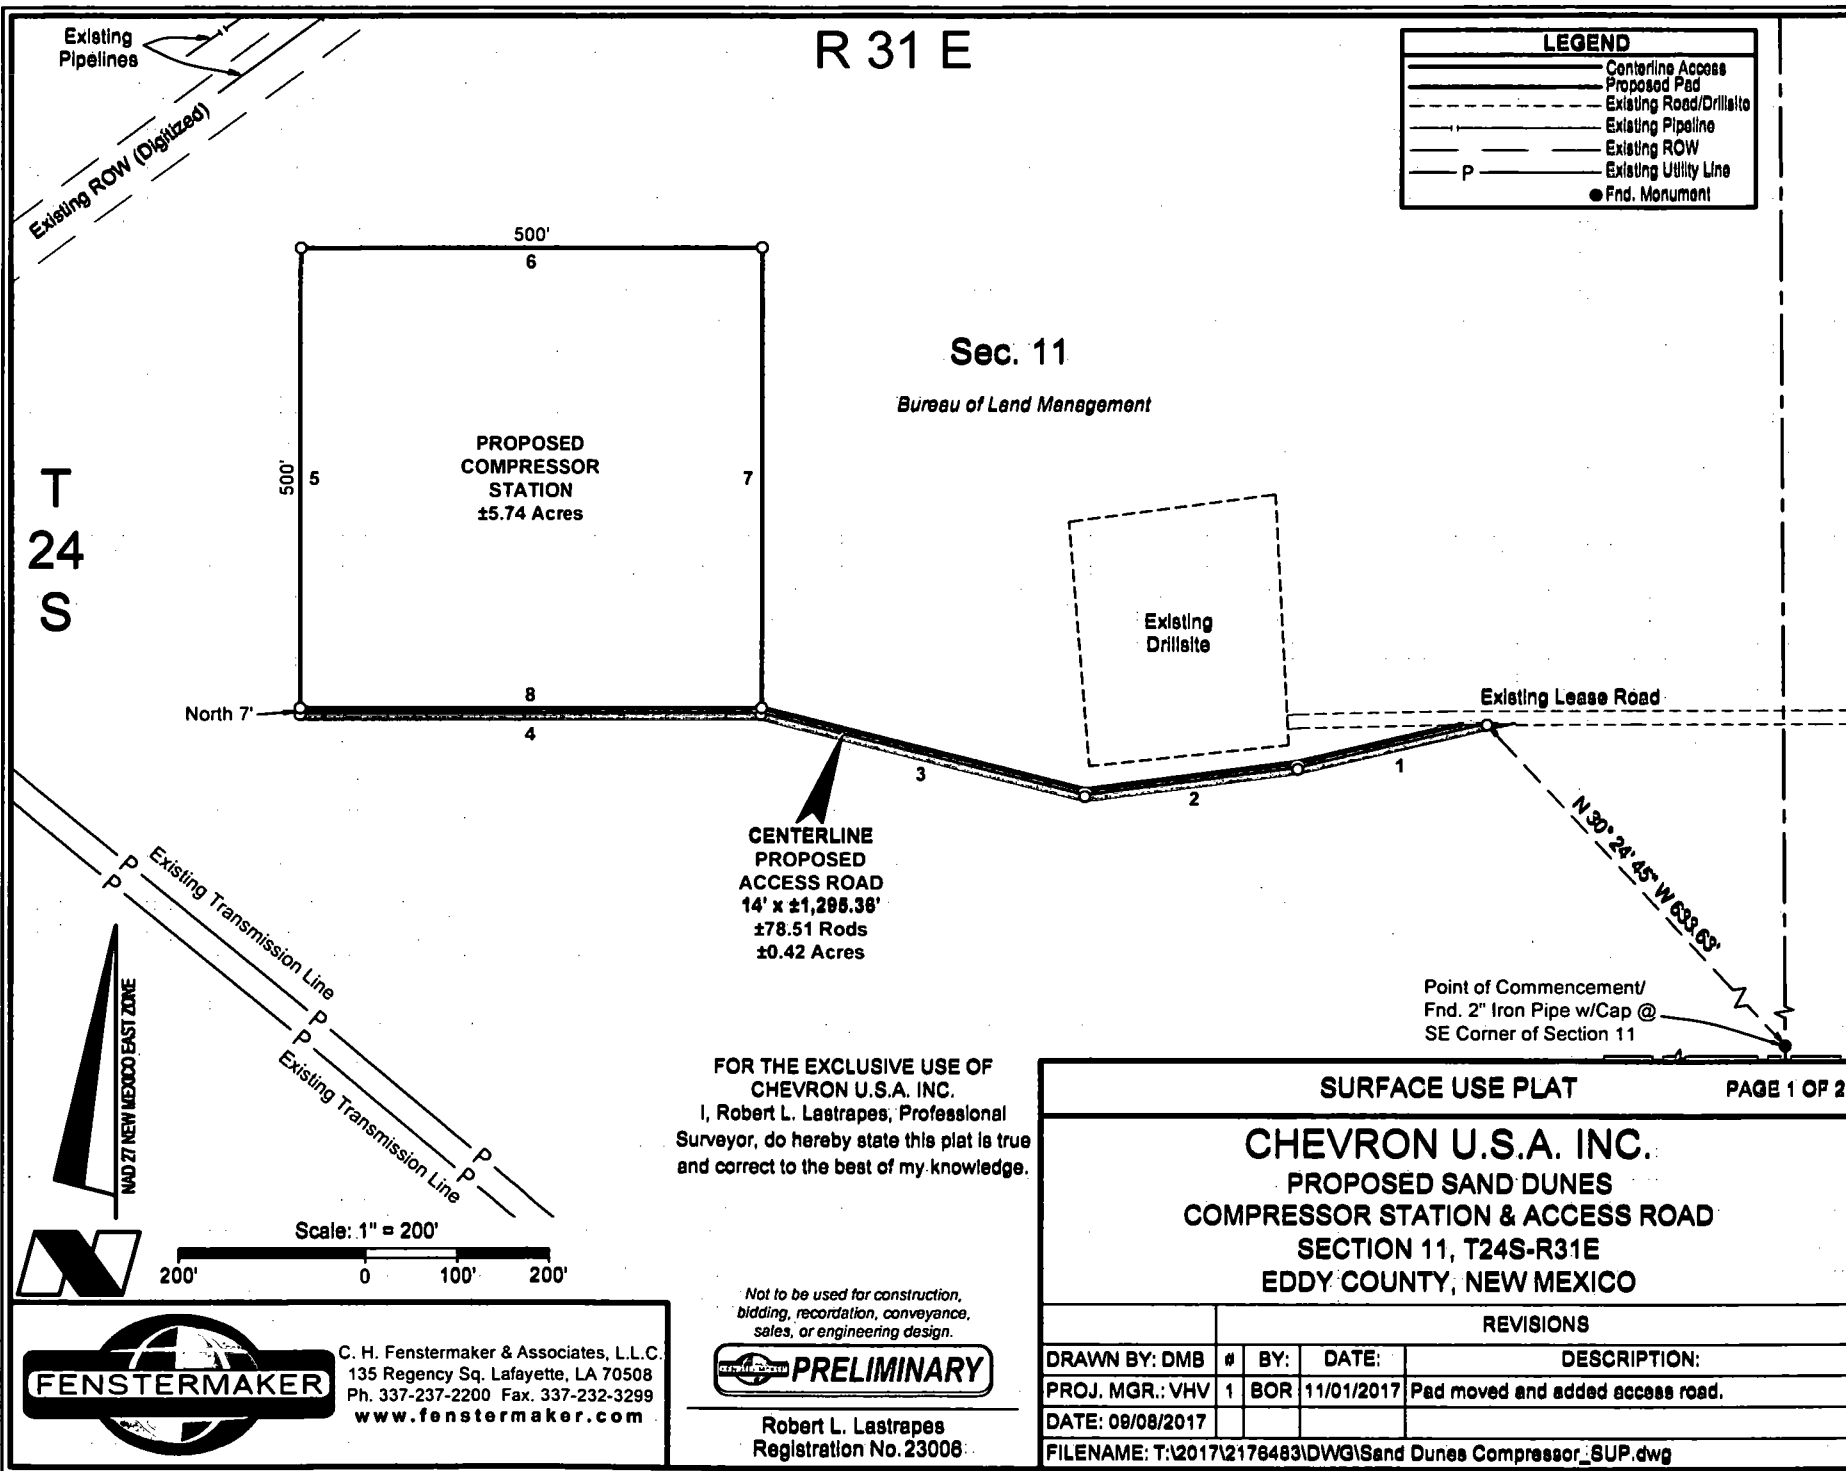 Existing
Pipelines
R 31 E
LEGEND
Centerline Access
Proposed Pad
Existing Road/Drillsite
Existing Pipeline
Existing ROW
P Existing Utility Line
Fnd. Monument
Existing ROW (Digitized)
500'
6
Sec. 11
Bureau of Land Management
T
24
S
500'
5
PROPOSED
COMPRESSOR
STATION
±5.74 Acres
7
Existing
Drillsite
Existing Lease Road
North 7'
8
4
3
2
1
CENTERLINE
PROPOSED
ACCESS ROAD
14' x ±1,295.36'
±78.51 Rods
±0.42 Acres
N 30° 24' 45" W 633.63'
P
P
Existing Transmission Line
P
P
Existing Transmission Line
P
P
NAD 27 NEW MEXICO EAST ZONE
Point of Commencement/
Fnd. 2" Iron Pipe w/Cap @
SE Corner of Section 11
FOR THE EXCLUSIVE USE OF
CHEVRON U.S.A. INC.
I, Robert L. Lastrapes, Professional
Surveyor, do hereby state this plat is true
and correct to the best of my knowledge.
Scale: 1" = 200'
200' 0 100' 200'
SURFACE USE PLAT PAGE 1 OF 2
CHEVRON U.S.A. INC.
PROPOSED SAND DUNES
COMPRESSOR STATION & ACCESS ROAD
SECTION 11, T24S-R31E
EDDY COUNTY, NEW MEXICO
REVISIONS
DRAWN BY: DMB # BY: DATE: DESCRIPTION:
PROJ. MGR.: VHV 1 BOR 11/01/2017 Pad moved and added access road.
DATE: 09/08/2017
FILENAME: T:\2017\2176483\DWG\Sand Dunes Compressor_SUP.dwg
FENSTERMAKER
C. H. Fenstermaker & Associates, L.L.C.
135 Regency Sq. Lafayette, LA 70508
Ph. 337-237-2200 Fax. 337-232-3299
www.fenstermaker.com
Not to be used for construction,
bidding, recordation, conveyance,
sales, or engineering design.
PRELIMINARY
Robert L. Lastrapes
Registration No. 23006